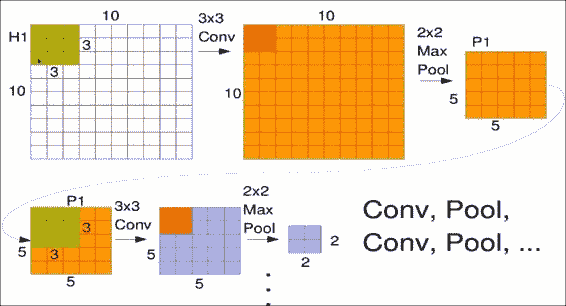 10
H1
3
3
10
3x3
Conv
10
10
2x2
Max
Pool
P1
5
5
P1
3
3
5
5
3x3
Conv
5
2x2
Max
Pool
2
2
Conv, Pool,
Conv, Pool, ...